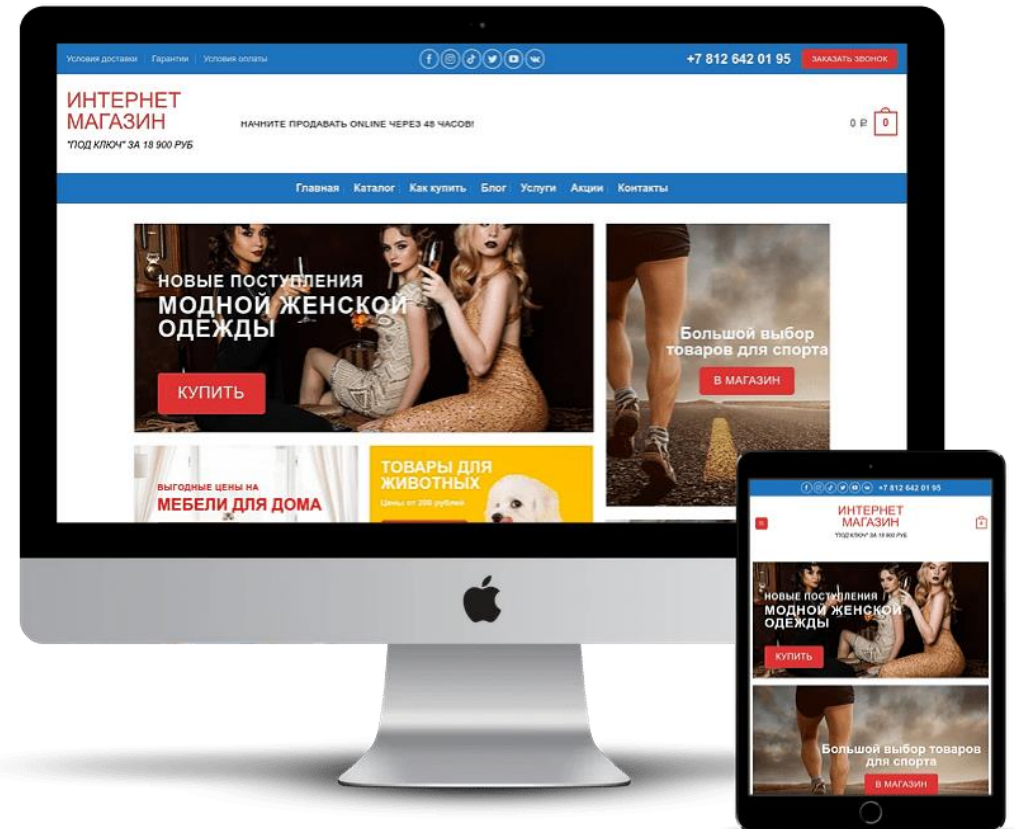 Условия доставки Гарантии Условия оплаты
+7 812 642 01 95
ЗАКАЗАТЬ ЗВОНОК
ИНТЕРНЕТ
МАГАЗИН
"ПОД КЛЮЧ" ЗА 18 900 РУБ
НАЧНИТЕ ПРОДАВАТЬ ONLINE ЧЕРЕЗ 48 ЧАСОВ!
0 ₽ 0
Главная Каталог Как купить Блог Услуги Акции Контакты
НОВЫЕ ПОСТУПЛЕНИЯ
МОДНОЙ ЖЕНСКОЙ
ОДЕЖДЫ
КУПИТЬ
Большой выбор
товаров для спорта
В МАГАЗИН
ВЫГОДНЫЕ ЦЕНЫ НА
МЕБЕЛИ ДЛЯ ДОМА
ТОВАРЫ ДЛЯ
ЖИВОТНЫХ
Цены от 200 рублей
+7 812 642 01 95
ИНТЕРНЕТ
МАГАЗИН
"ПОД КЛЮЧ" ЗА 18 900 РУБ
0
НОВЫЕ ПОСТУПЛЕНИЯ
МОДНОЙ ЖЕНСКОЙ
ОДЕЖДЫ
КУПИТЬ
Большой выбор товаров
для спорта
В МАГАЗИН